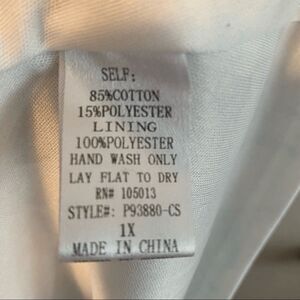 SELF:
85%COTTON
15%POLYESTER
LINING
100%POLYESTER
HAND WASH ONLY
LAY FLAT TO DRY
RN# 105013
STYLE#: P93880-CS
1X
MADE IN CHINA